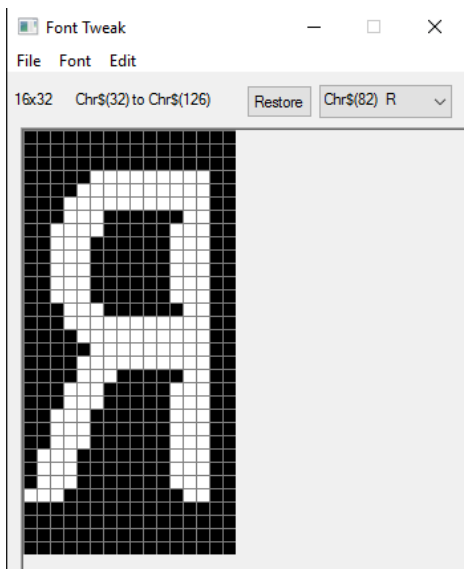 Font Tweak
File Font Edit
16x32 Chr$(32) to Chr$(126) Restore Chr$(82) R
Я